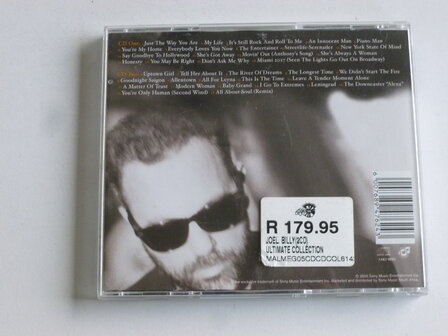 CD One: Just The Way You Are . My Life . It's Still Rock And Roll To Me . An Innocent Man . Piano Man
You're My Home . Everybody Loves You Now . The Entertainer . Streetlife Serenader . New York State Of Mind
Say Goodbye To Hollywood . She's Got Away . Movin' Out (Anthony's Song) . She's Always A Woman
Honesty . You May Be Right . Don't Ask Me Why . Miami 2017 (Seen The Lights Go Out On Broadway)
CD Two: Uptown Girl . Tell Her About It . The River Of Dreams . The Longest Time . We Didn't Start The Fire
Goodnight Saigon . Allentown . All For Leyna . This Is The Time . Leave A Tender Moment Alone
A Matter Of Trust . Modern Woman . Baby Grand . I Go To Extremes . Leningrad . The Downeaster "Alexa"
You're Only Human (Second Wind) . All About Soul (Remix)
R 179.95
JOEL BILLY(2CD)
ULTIMATE COLLECTION
MALMEG05CDCDCOL614